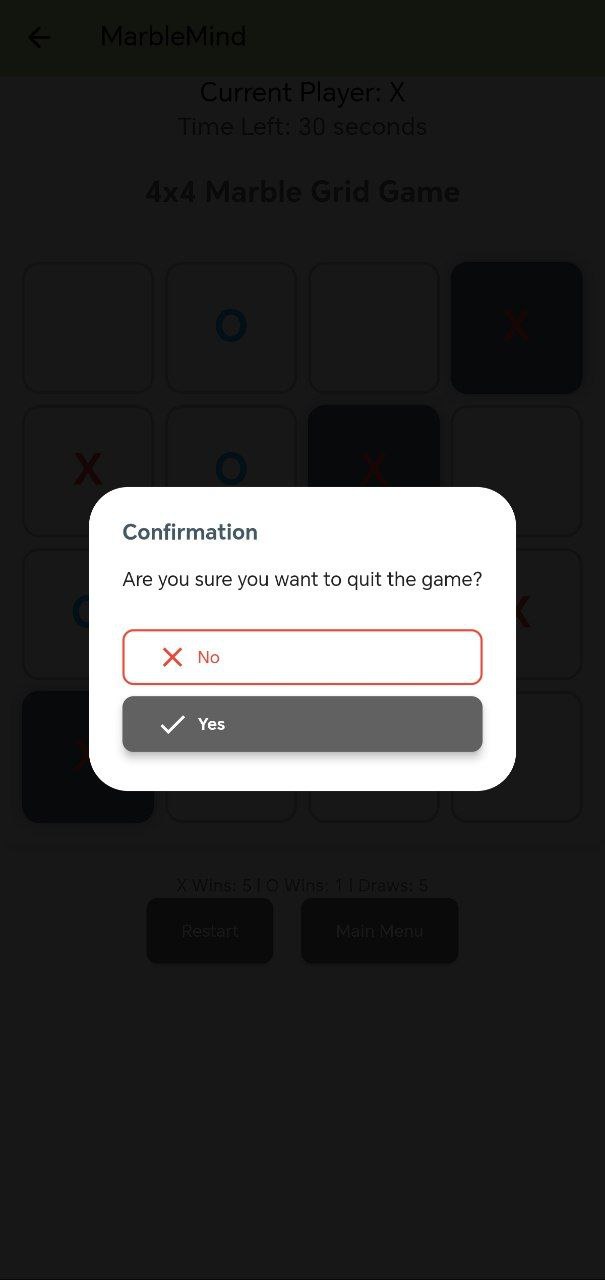 MarbleMind
Current Player: X
Time Left: 30 seconds
4x4 Marble Grid Game
O X
X O X
Confirmation
Are you sure you want to quit the game?
No
Yes
X Wins: 5 | O Wins: 1 | Draws: 5
Restart Main Menu